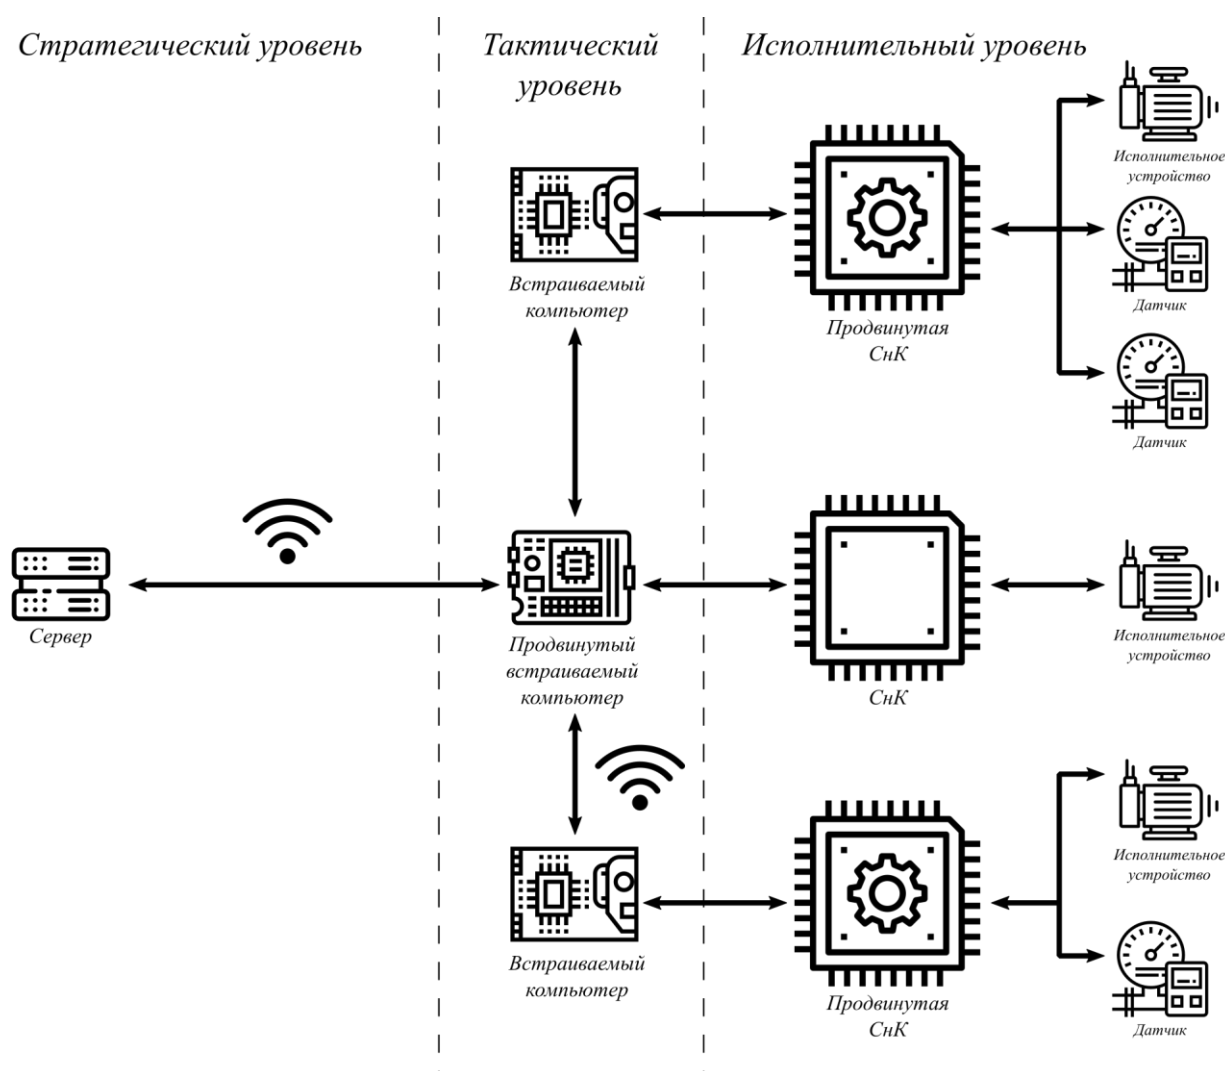 Стратегический уровень
Тактический
уровень
Исполнительный уровень
Исполнительное
устройство
Встраиваемый
компьютер
Продвинутая
СнК
Датчик
Датчик
Сервер
Продвинутый
встраиваемый
компьютер
СнК
Исполнительное
устройство
Встраиваемый
компьютер
Продвинутая
СнК
Исполнительное
устройство
Датчик